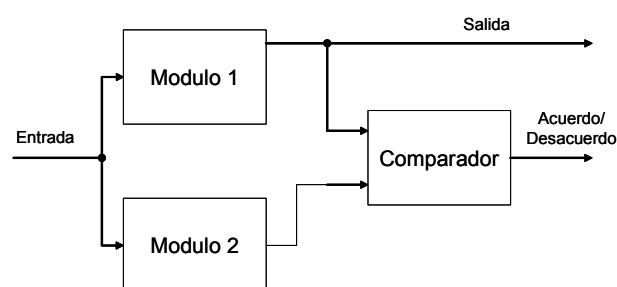 Salida
Modulo 1
Acuerdo/
Desacuerdo
Entrada
Comparador
Modulo 2